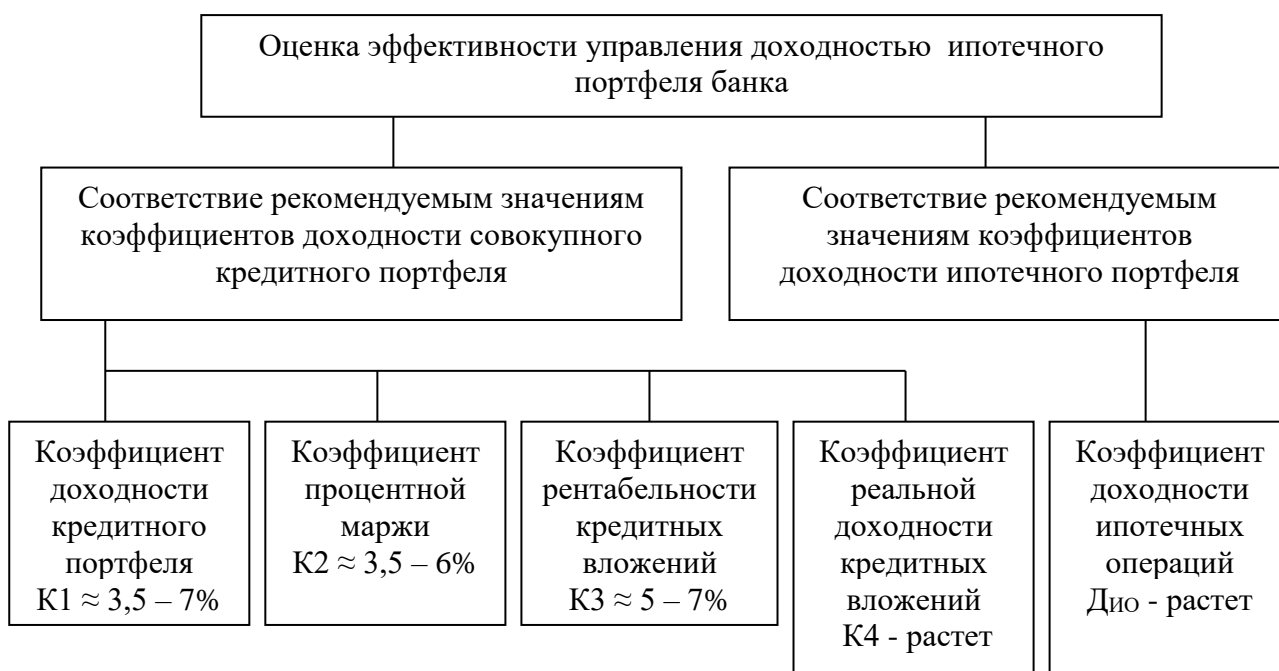 Оценка эффективности управления доходностью ипотечного
портфеля банка
Соответствие рекомендуемым значениям
коэффициентов доходности совокупного
кредитного портфеля
Соответствие рекомендуемым
значениям коэффициентов
доходности ипотечного портфеля
Коэффициент
доходности
кредитного
портфеля
К1 ≈ 3,5 – 7%
Коэффициент
процентной
маржи
К2 ≈ 3,5 – 6%
Коэффициент
рентабельности
кредитных
вложений
К3 ≈ 5 – 7%
Коэффициент
реальной
доходности
кредитных
вложений
К4 - растет
Коэффициент
доходности
ипотечных
операций
ДИО - растет